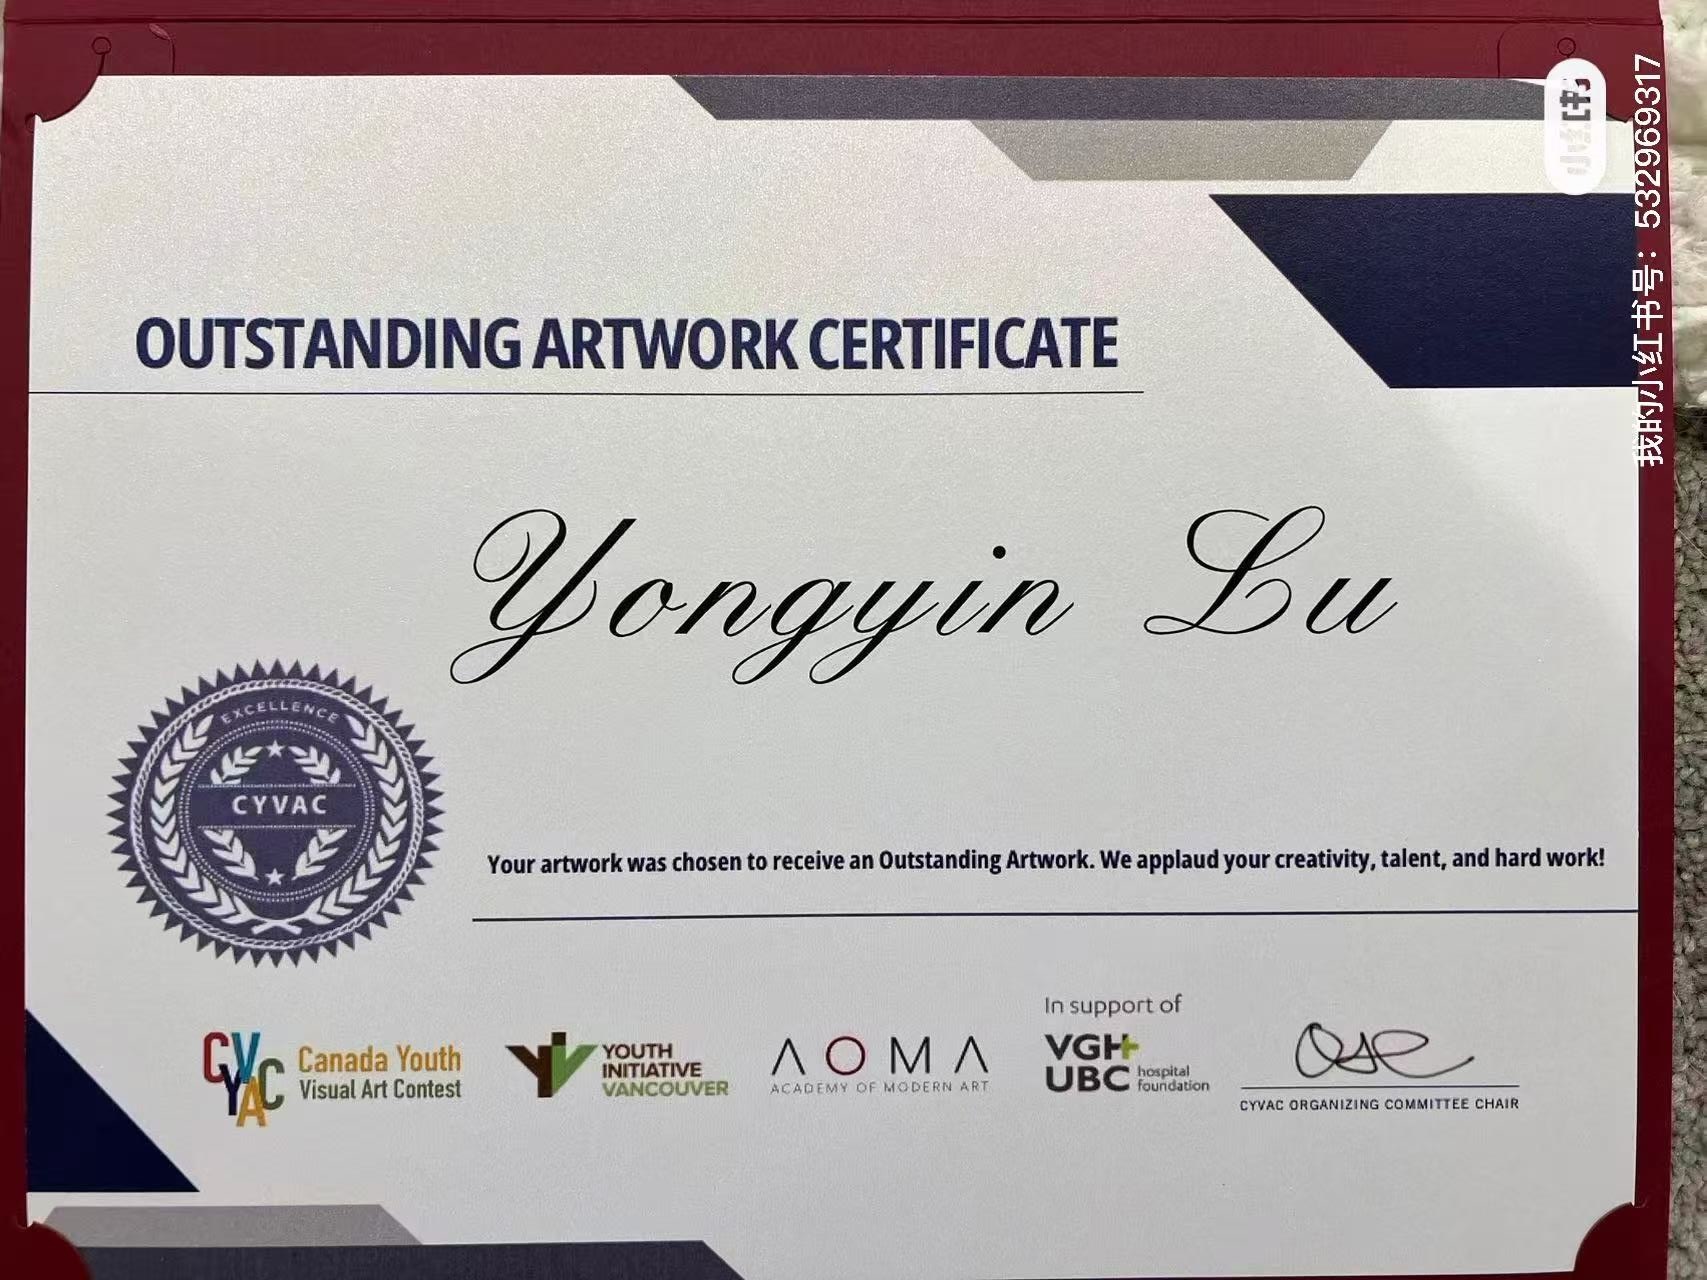 小红书
我的小红书号：5329693317
OUTSTANDING ARTWORK CERTIFICATE
Yongyin Lu
EXCELLENCE
CYVAC
Your artwork was chosen to receive an Outstanding Artwork. We applaud your creativity, talent, and hard work!
In support of
CYVAC Canada Youth
Visual Art Contest
YIV YOUTH
INITIATIVE
VANCOUVER
AOMA
ACADEMY OF MODERN ART
VGH+
UBC hospital
foundation
CYVAC ORGANIZING COMMITTEE CHAIR